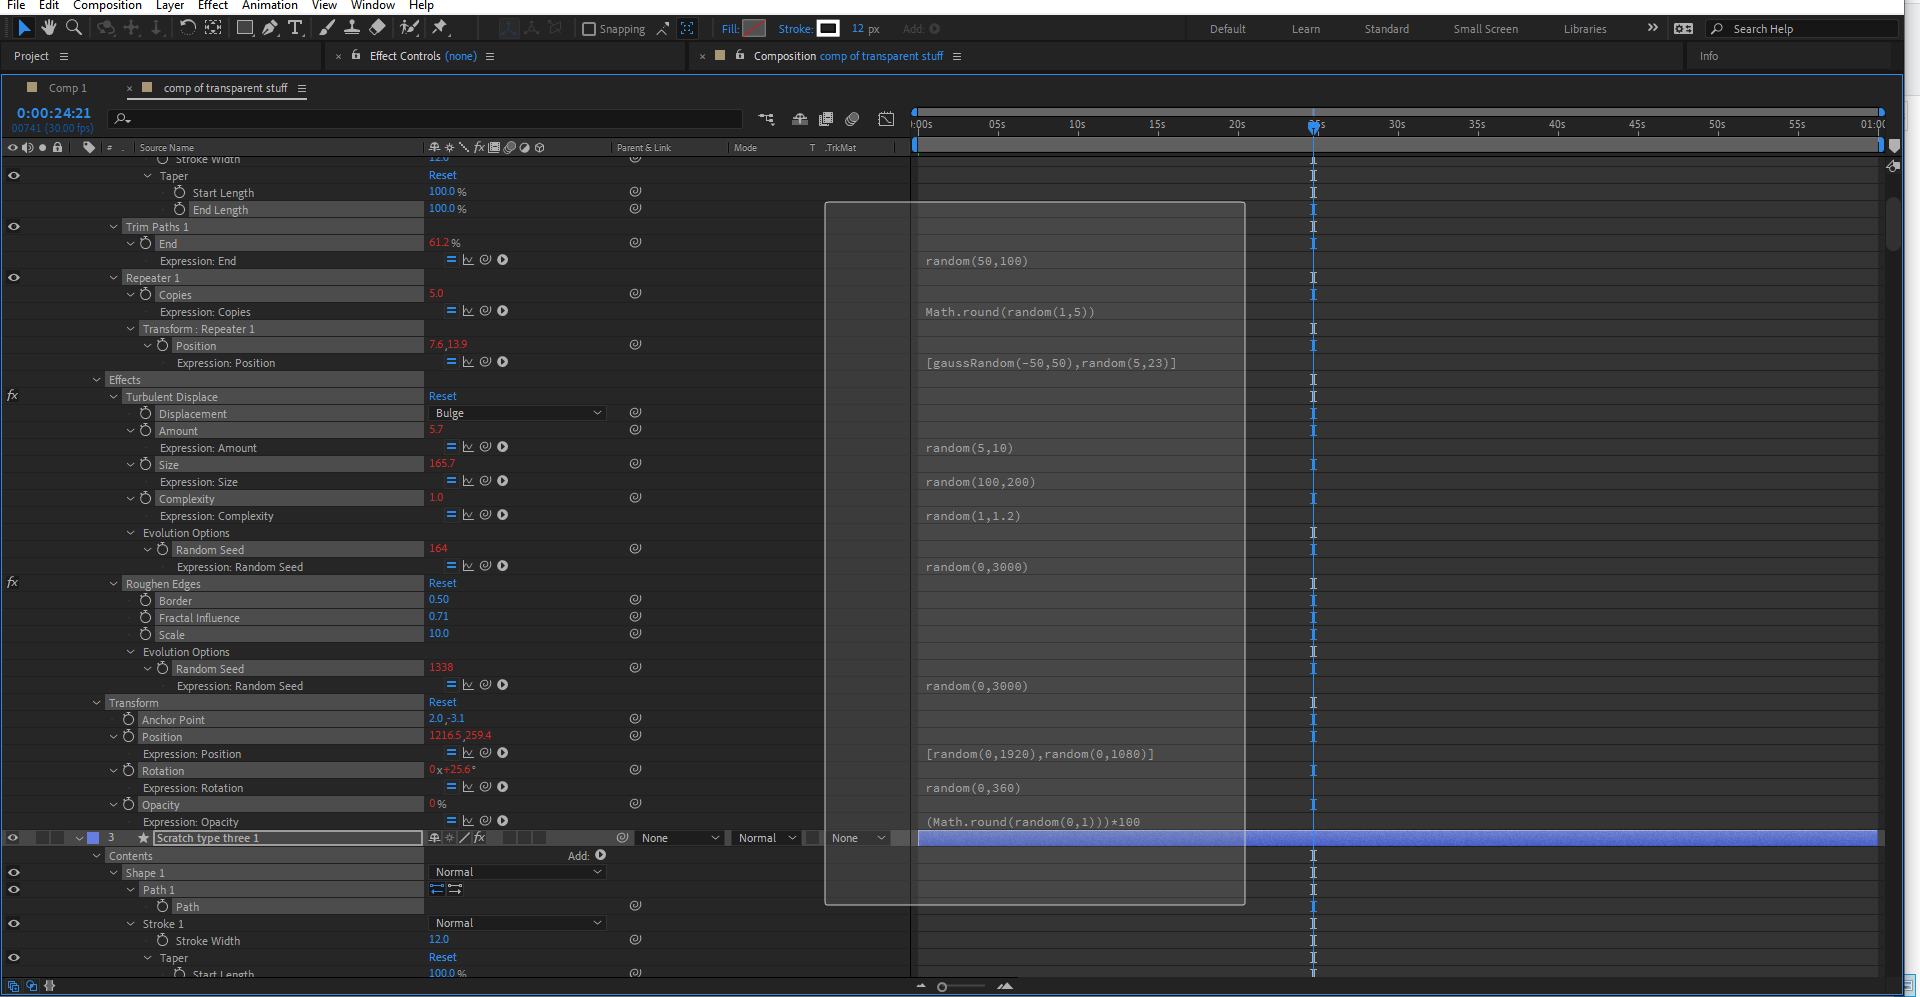 File Edit Composition Layer Effect Animation View Window Help
Snapping Fill: Stroke: 12 px Add: Default Learn Standard Small Screen Libraries Search Help
Project Effect Controls (none) Composition comp of transparent stuff Info
Comp 1 comp of transparent stuff
0:00:24:21
00741 (30.00 fps)
:00s 05s 10s 15s 20s 5s 30s 35s 40s 45s 50s 55s 01:00
# Source Name Parent & Link Mode T .TrkMat
Stroke Width 12.0
Taper Reset
Start Length 100.0 %
End Length 100.0 %
Trim Paths 1
End 61.2 %
Expression: End random(50,100)
Repeater 1
Copies 5.0
Expression: Copies Math.round(random(1,5))
Transform : Repeater 1
Position 7.6,13.9
Expression: Position [gaussRandom(-50,50),random(5,23)]
Effects
fx Turbulent Displace Reset
Displacement Bulge
Amount 5.7
Expression: Amount random(5,10)
Size 165.7
Expression: Size random(100,200)
Complexity 1.0
Expression: Complexity random(1,1.2)
Evolution Options
Random Seed 164
Expression: Random Seed random(0,3000)
fx Roughen Edges Reset
Border 0.50
Fractal Influence 0.71
Scale 10.0
Evolution Options
Random Seed 1338
Expression: Random Seed random(0,3000)
Transform Reset
Anchor Point 2.0,-3.1
Position 1216.5,259.4
Expression: Position [random(0,1920),random(0,1080)]
Rotation 0x+25.6°
Expression: Rotation random(0,360)
Opacity 0%
Expression: Opacity (Math.round(random(0,1)))*100
3 Scratch type three 1 None Normal None
Contents Add:
Shape 1 Normal
Path 1
Path
Stroke 1 Normal
Stroke Width 12.0
Taper Reset
Start Length 100.0 %